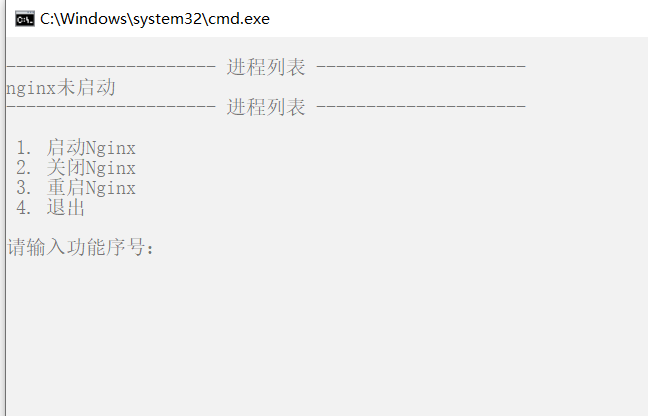 C:\Windows\system32\cmd.exe
--------------------- 进程列表 ---------------------
nginx未启动
--------------------- 进程列表 ---------------------
1. 启动Nginx
2. 关闭Nginx
3. 重启Nginx
4. 退出
请输入功能序号: